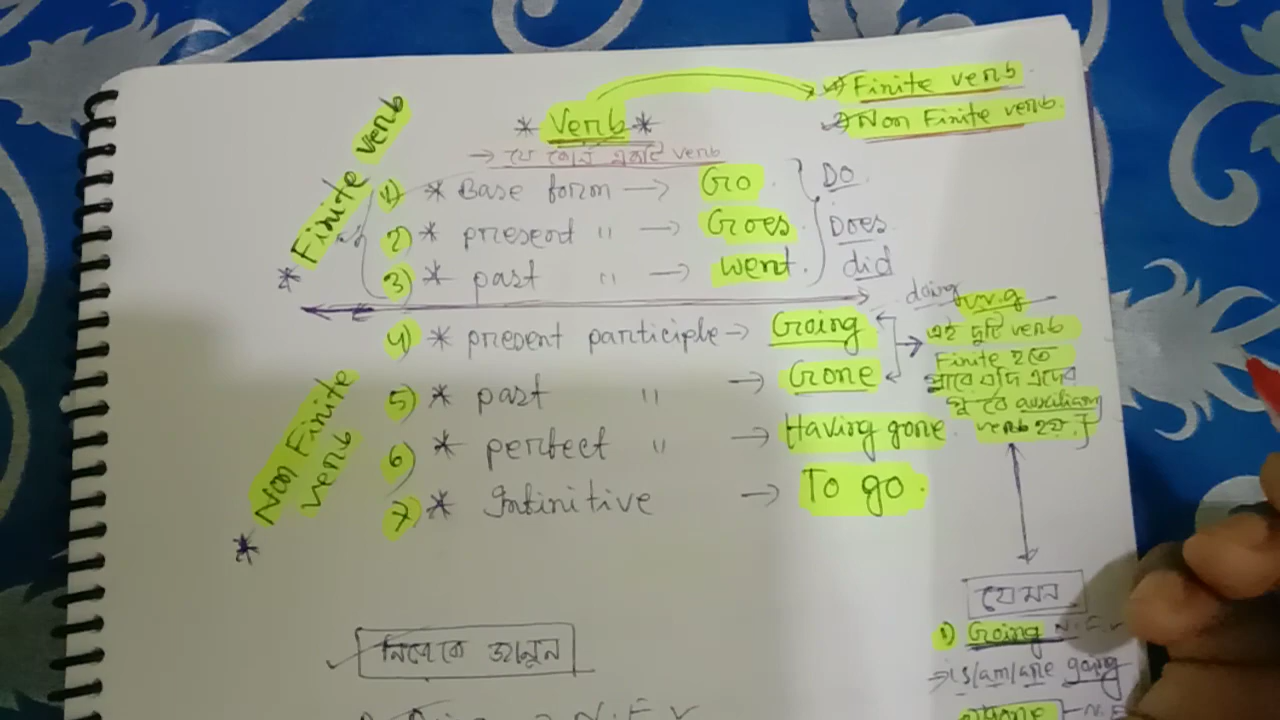 1) Finite verb
* Verb *
2) Non Finite verb.
→ যে কোন একটি verb
* Finite verb
1) * Base form → Go. Do
2) * present " → Goes. Does
3) * past " → went. did
doing
4) * present participle → Going
এই দুটি verb
Finite হতে
5) * past " → Gone
পারে যদি এদের
পূর্বে auxiliary
6) * perfect " → Having gone.
verb হয়.]
* Non Finite verb
7) * Infinitive → To go.
যেমন
1) Going N.F.V
নিজেকে জানুন
→ is/am/are going
gone - N.F
N.F.V